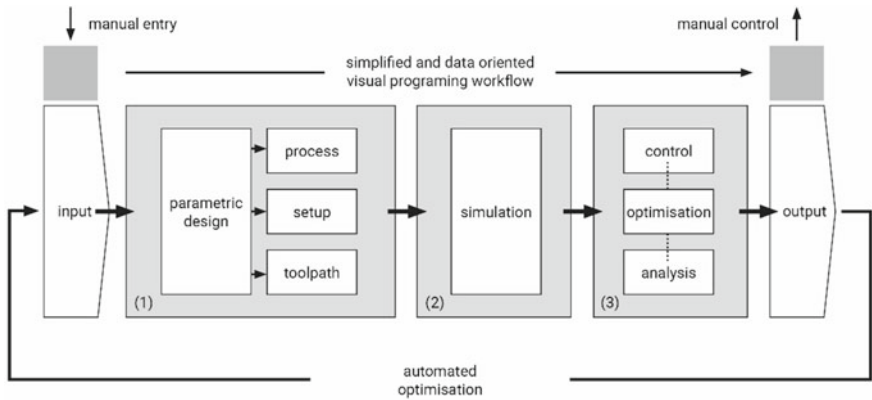 manual entry
manual control
simplified and data oriented
visual programing workflow
input
parametric
design
process
setup
toolpath
(1)
simulation
(2)
control
optimisation
analysis
(3)
output
automated
optimisation